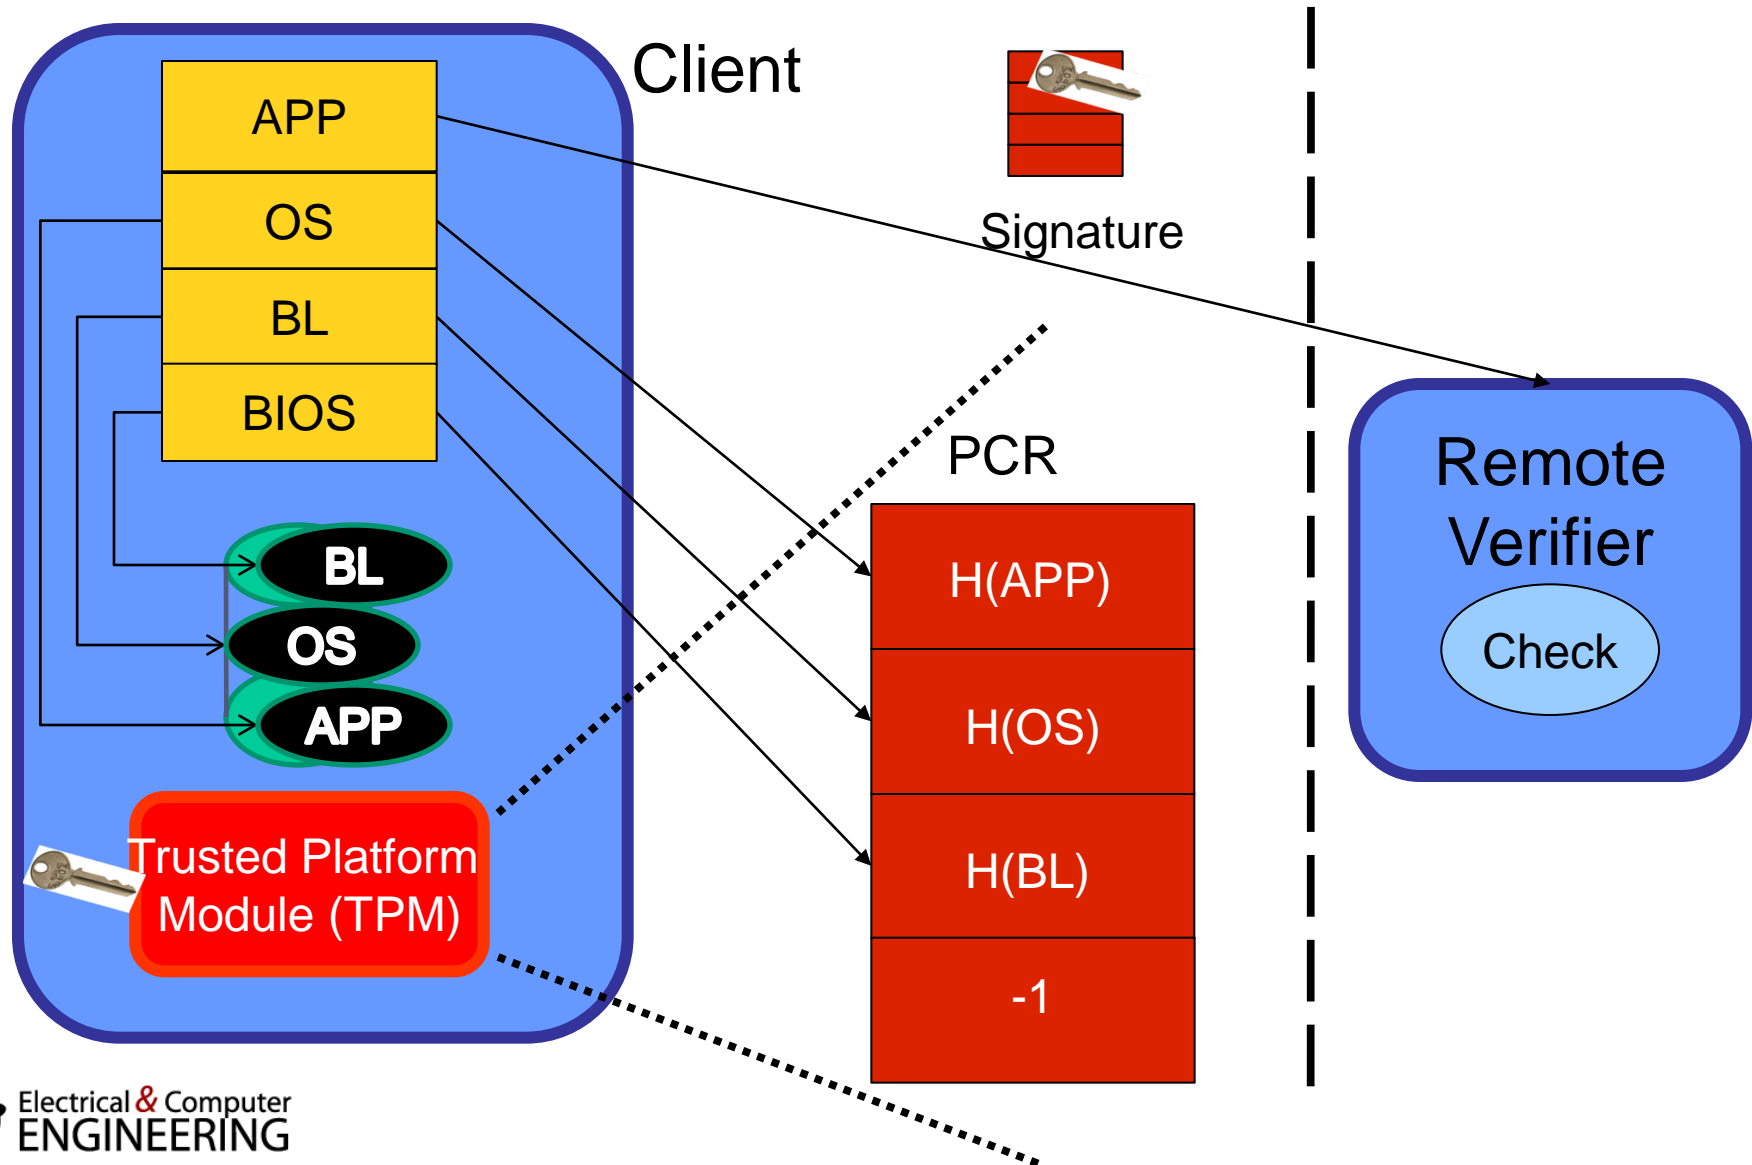 Client
APP
OS
BL
BIOS
BL
OS
APP
Trusted Platform
Module (TPM)
Signature
PCR
H(APP)
H(OS)
H(BL)
-1
Remote
Verifier
Check
Electrical & Computer
ENGINEERING